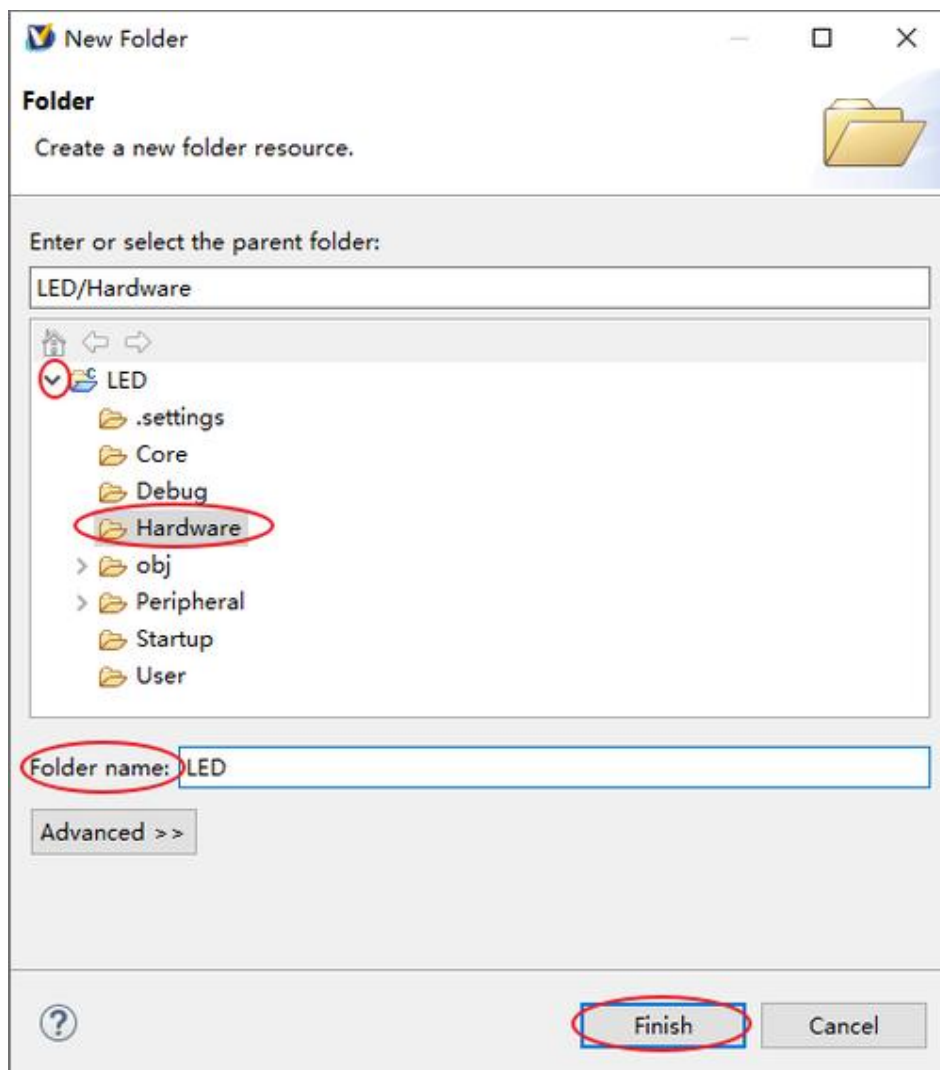 New Folder
Folder
Create a new folder resource.
Enter or select the parent folder:
LED/Hardware
LED
.settings
Core
Debug
Hardware
obj
Peripheral
Startup
User
Folder name: LED
Advanced >>
Finish Cancel